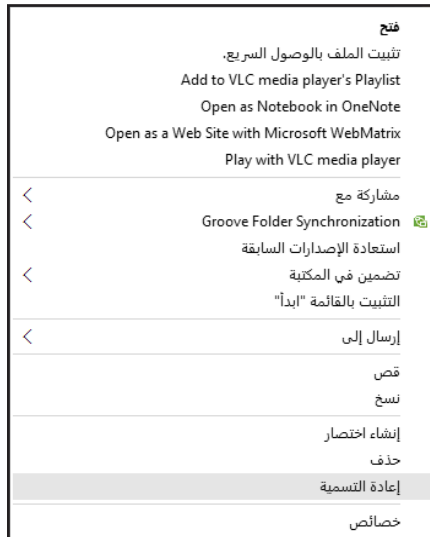 فتح
تثبيت الملف بالوصول السريع.
Add to VLC media player's Playlist
Open as Notebook in OneNote
Open as a Web Site with Microsoft WebMatrix
Play with VLC media player
مشاركة مع
Groove Folder Synchronization
استعادة الإصدارات السابقة
تضمين في المكتبة
التثبيت بالقائمة "ابدأ"
إرسال إلى
قص
نسخ
إنشاء اختصار
حذف
إعادة التسمية
خصائص